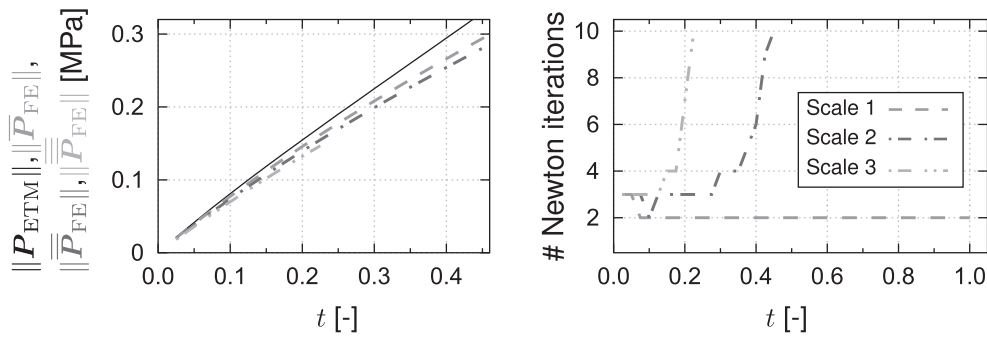 ‖P_ETM‖, ‖P̅_FE‖,
‖P̿_FE‖, ‖P̅̿_FE‖ [MPa]
0.3
0.2
0.1
0
0.0 0.1 0.2 0.3 0.4
t [-]
# Newton iterations
10
8
6
4
2
0.0 0.2 0.4 0.6 0.8 1.0
t [-]
Scale 1
Scale 2
Scale 3